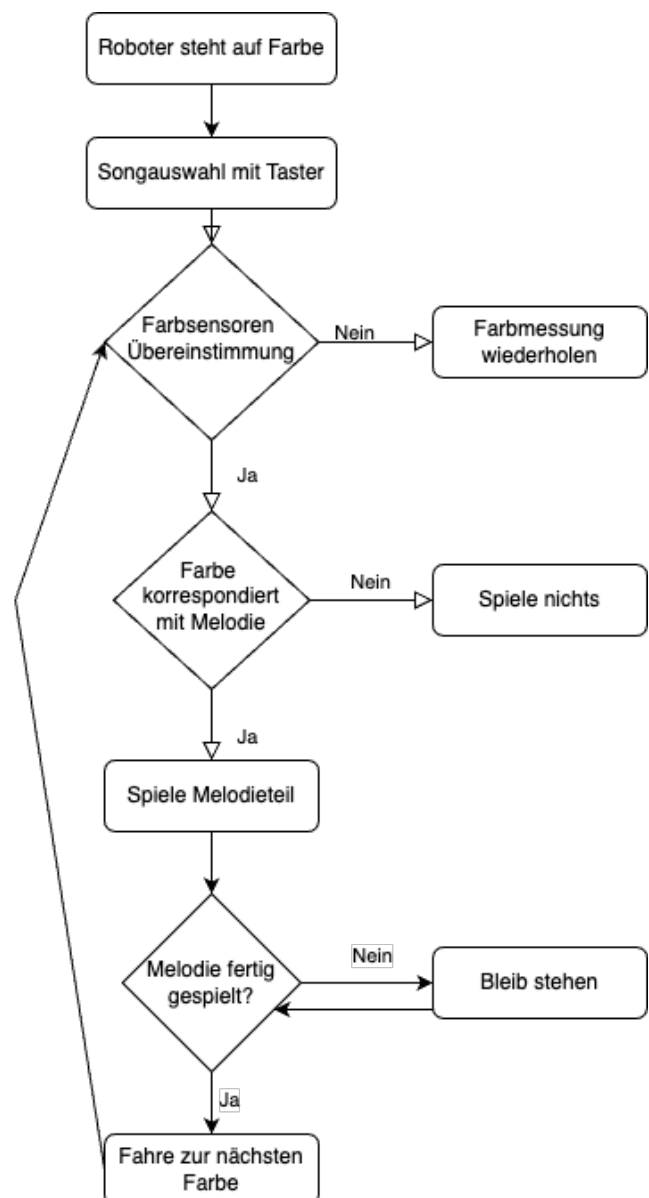 Roboter steht auf Farbe
Songauswahl mit Taster
Farbsensoren
Übereinstimmung
Nein
Farbmessung
wiederholen
Ja
Farbe
korrespondiert
mit Melodie
Nein
Spiele nichts
Ja
Spiele Melodieteil
Melodie fertig
gespielt?
Nein
Bleib stehen
Ja
Fahre zur nächsten
Farbe